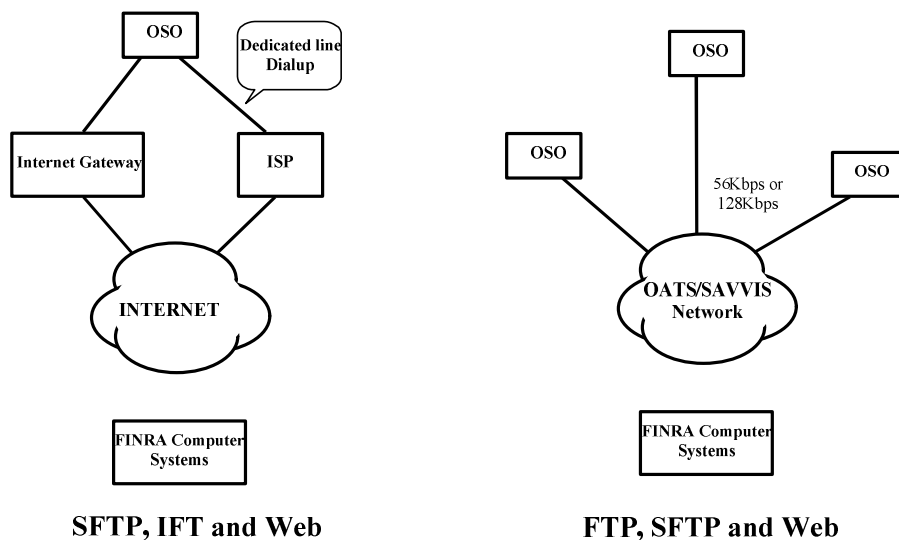 OSO
Dedicated line
Dialup
Internet Gateway
ISP
INTERNET
FINRA Computer
Systems
SFTP, IFT and Web
OSO
OSO
OSO
56Kbps or
128Kbps
OATS/SAVVIS
Network
FINRA Computer
Systems
FTP, SFTP and Web